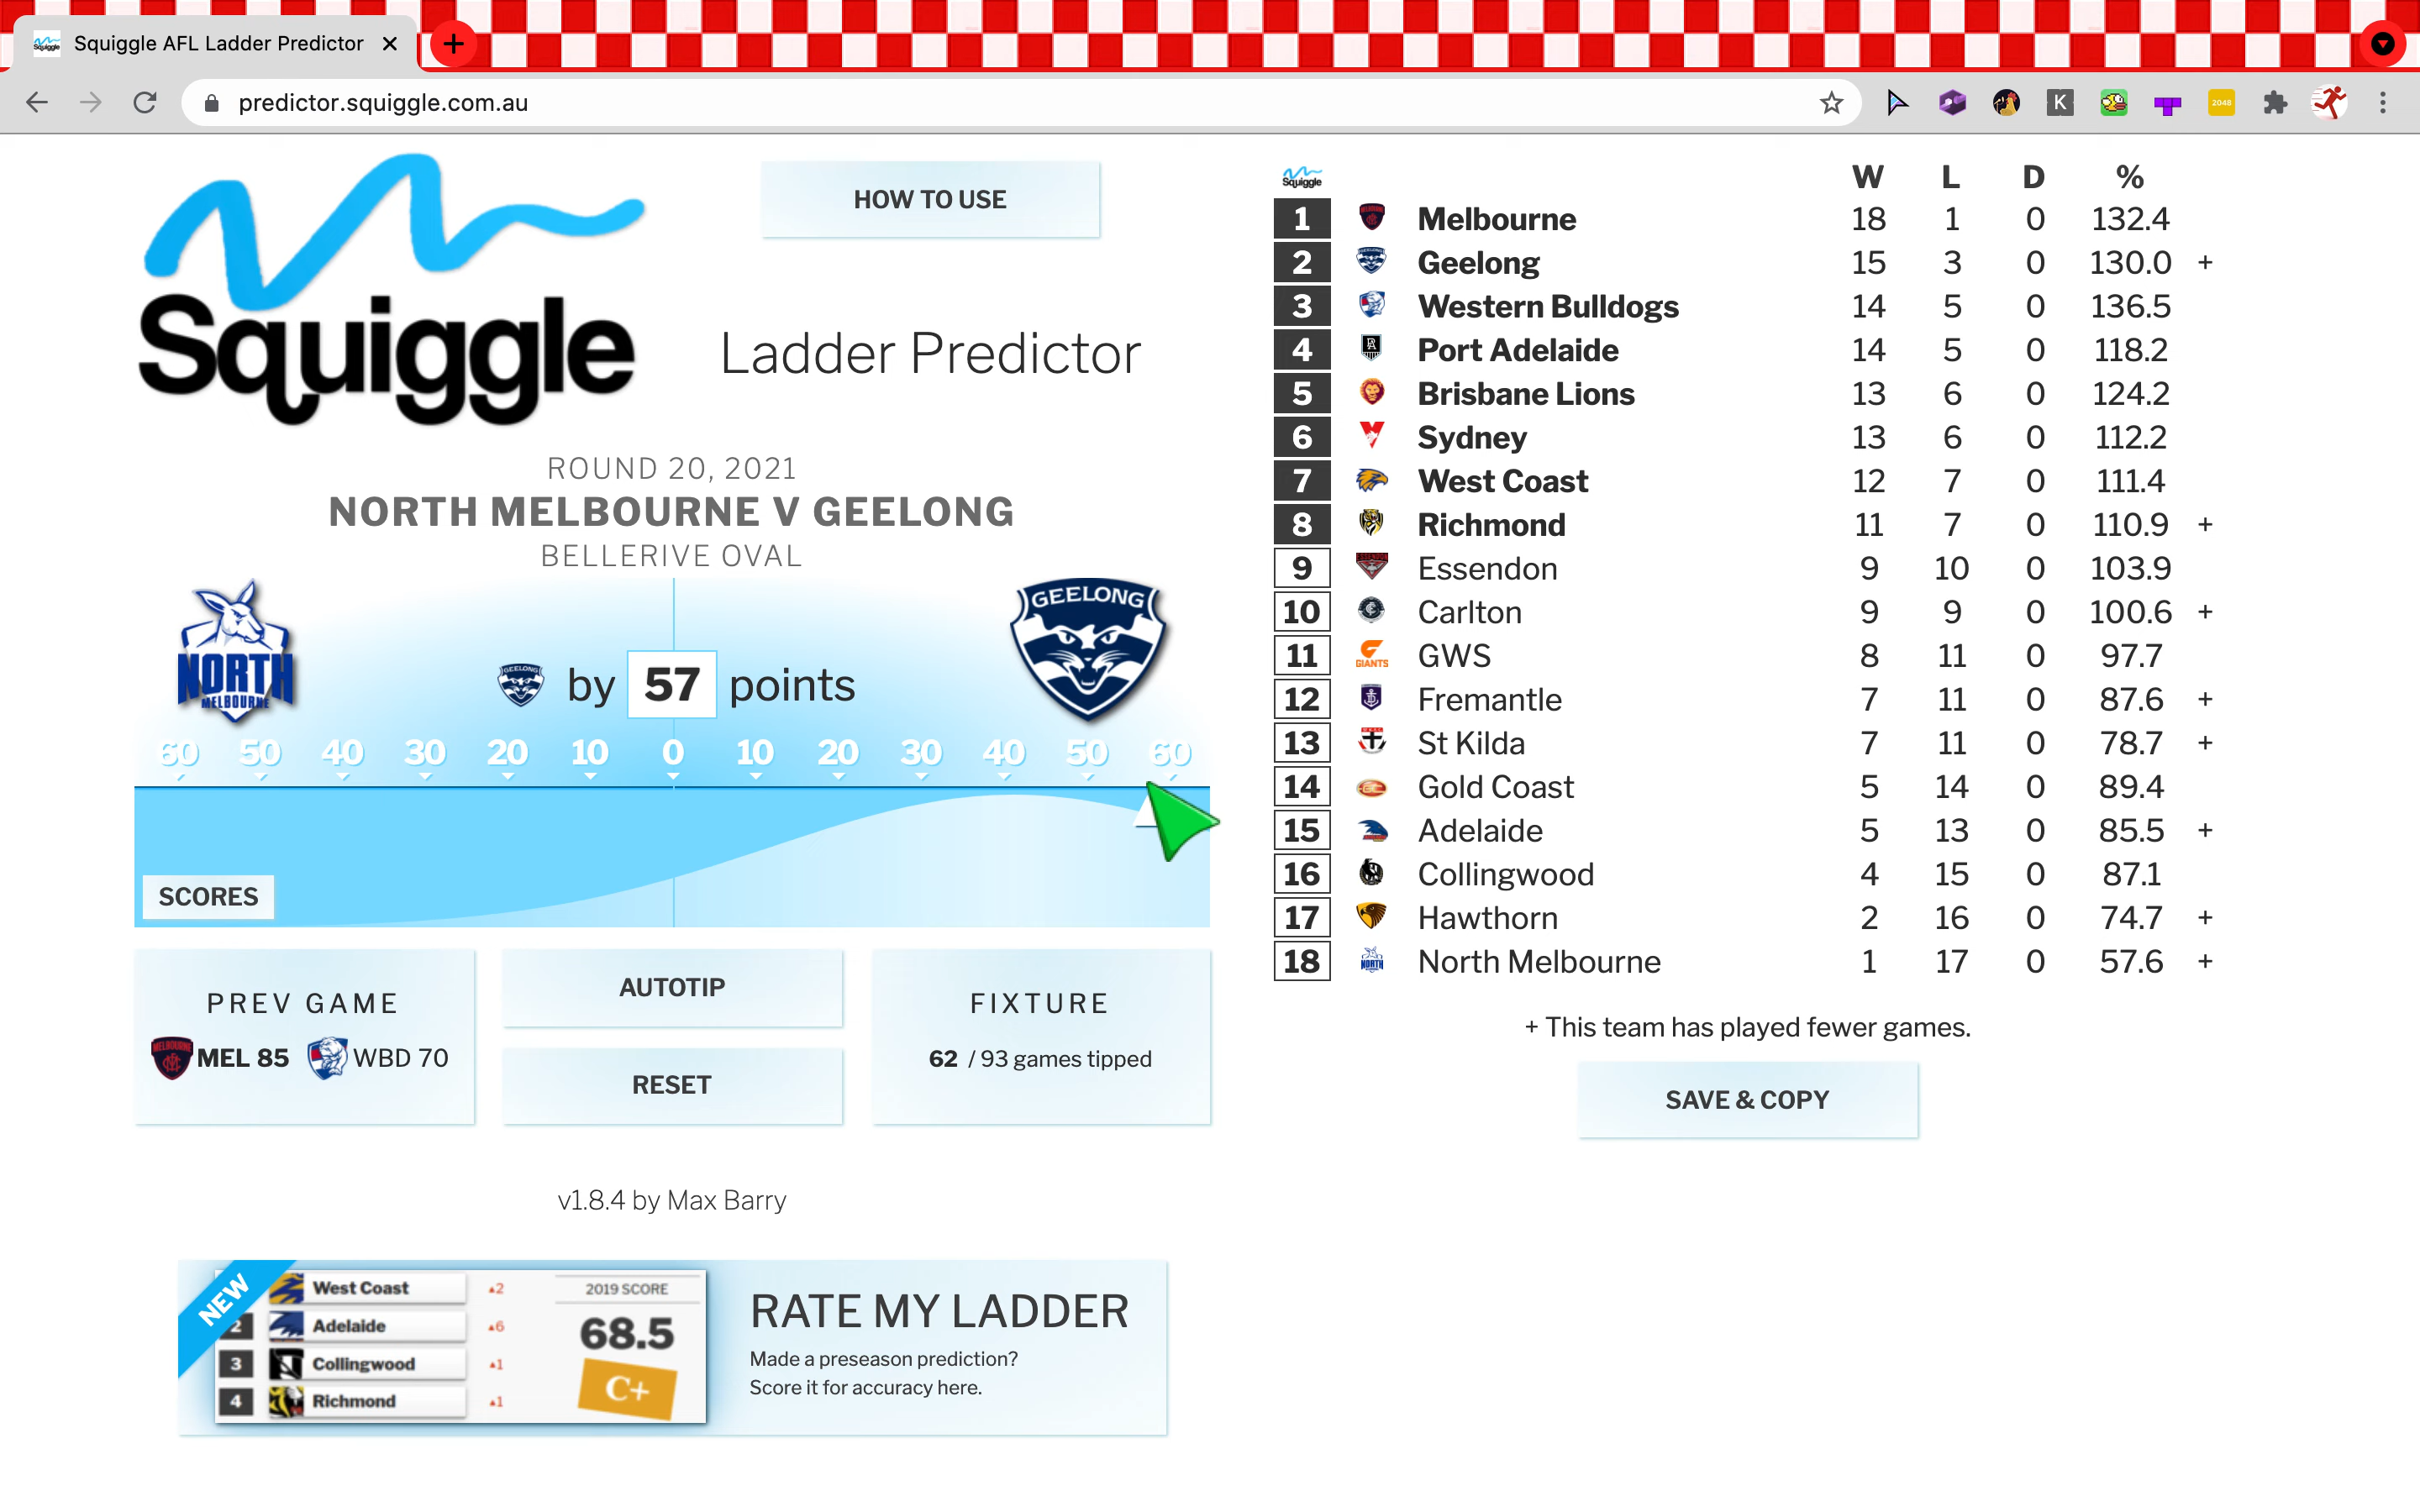 Squiggle AFL Ladder Predictor
predictor.squiggle.com.au
K
2048
Squiggle
HOW TO USE
Ladder Predictor
ROUND 20, 2021
NORTH MELBOURNE V GEELONG
BELLERIVE OVAL
NORTH
MELBOURNE
GEELONG
by 57 points
60 50 40 30 20 10 0 10 20 30 40 50 60
SCORES
PREV GAME
MEL 85 WBD 70
AUTOTIP
RESET
FIXTURE
62 / 93 games tipped
v1.8.4 by Max Barry
NEW
West Coast ▲2
2 Adelaide ▲6
3 Collingwood ▲1
4 Richmond ▲1
2019 SCORE
68.5
C+
RATE MY LADDER
Made a preseason prediction?
Score it for accuracy here.
Squiggle W L D %
1 Melbourne 18 1 0 132.4
2 Geelong 15 3 0 130.0 +
3 Western Bulldogs 14 5 0 136.5
4 Port Adelaide 14 5 0 118.2
5 Brisbane Lions 13 6 0 124.2
6 Sydney 13 6 0 112.2
7 West Coast 12 7 0 111.4
8 Richmond 11 7 0 110.9 +
9 Essendon 9 10 0 103.9
10 Carlton 9 9 0 100.6 +
11 GIANTS GWS 8 11 0 97.7
12 Fremantle 7 11 0 87.6 +
13 St Kilda 7 11 0 78.7 +
14 Gold Coast 5 14 0 89.4
15 Adelaide 5 13 0 85.5 +
16 Collingwood 4 15 0 87.1
17 Hawthorn 2 16 0 74.7 +
18 North Melbourne 1 17 0 57.6 +
+ This team has played fewer games.
SAVE & COPY